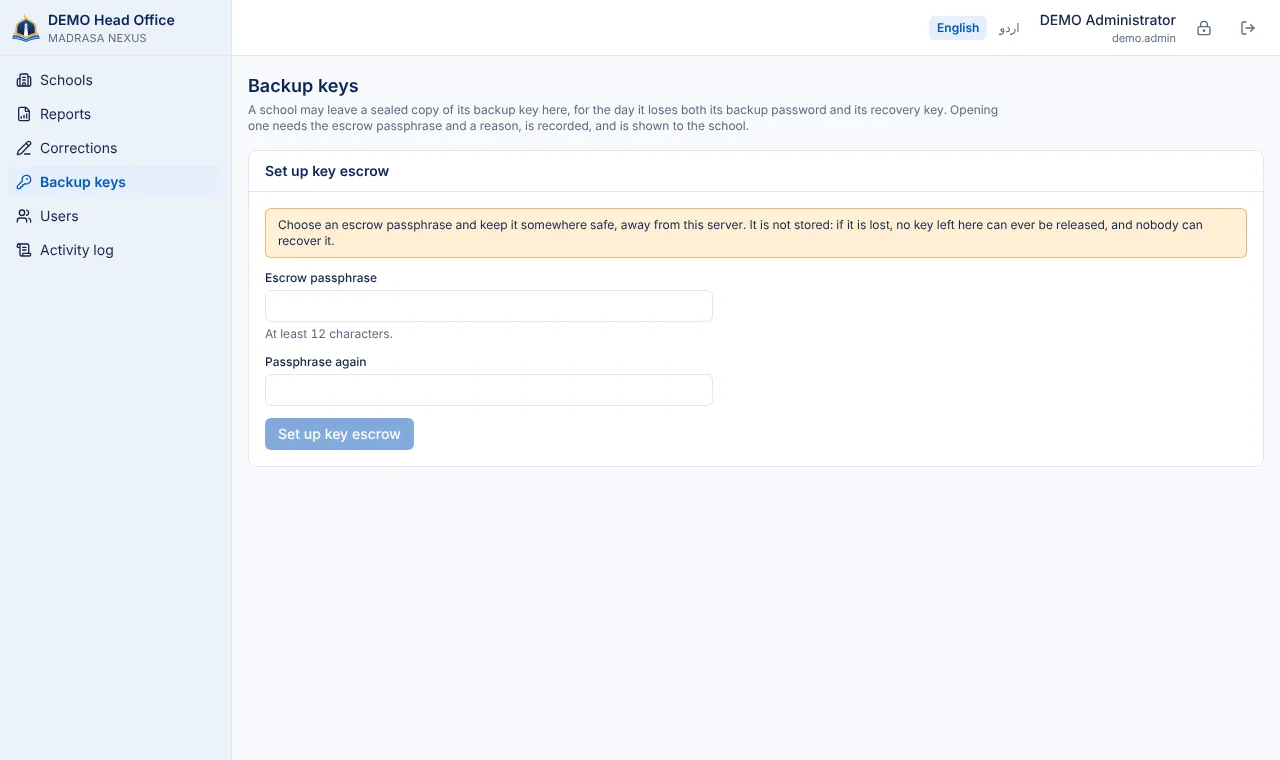 DEMO Head Office
MADRASA NEXUS
English
اردو
DEMO Administrator
demo.admin
Schools
Reports
Corrections
Backup keys
Users
Activity log
Backup keys
A school may leave a sealed copy of its backup key here, for the day it loses both its backup password and its recovery key. Opening
one needs the escrow passphrase and a reason, is recorded, and is shown to the school.
Set up key escrow
Choose an escrow passphrase and keep it somewhere safe, away from this server. It is not stored: if it is lost, no key left here can ever be released, and nobody can
recover it.
Escrow passphrase
At least 12 characters.
Passphrase again
Set up key escrow